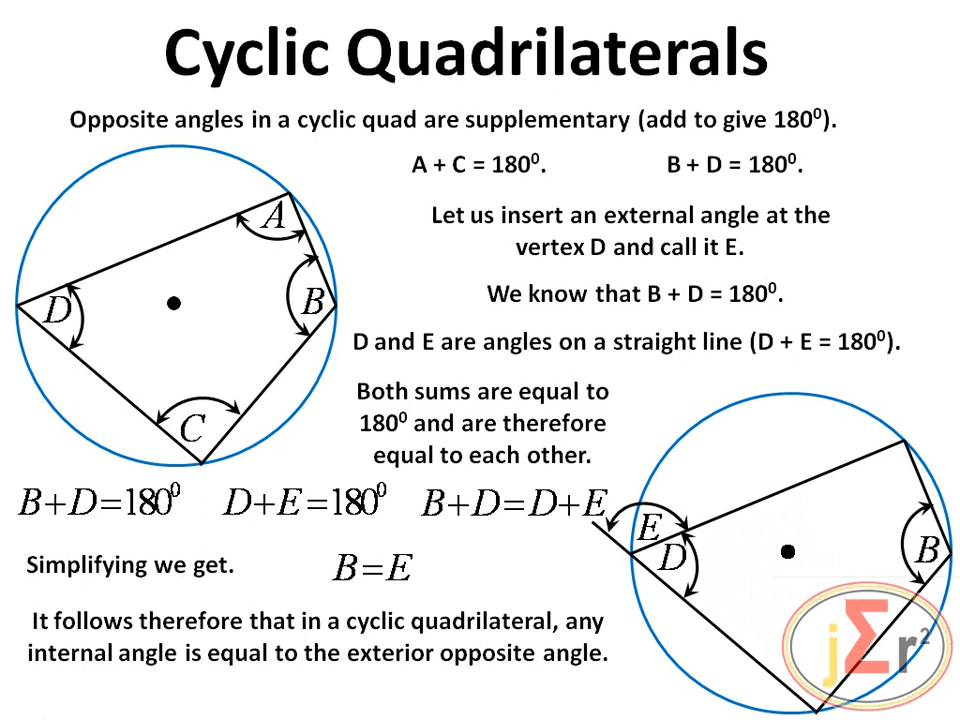 Cyclic Quadrilaterals
Opposite angles in a cyclic quad are supplementary (add to give 180⁰).
A + C = 180⁰.
B + D = 180⁰.
Let us insert an external angle at the
vertex D and call it E.
We know that B + D = 180⁰.
D and E are angles on a straight line (D + E = 180⁰).
Both sums are equal to
180⁰ and are therefore
equal to each other.
A
B
C
D
B+D=180⁰
D+E=180⁰
B+D=D+E
Simplifying we get.
B=E
It follows therefore that in a cyclic quadrilateral, any
internal angle is equal to the exterior opposite angle.
E
D
B
jΣr²